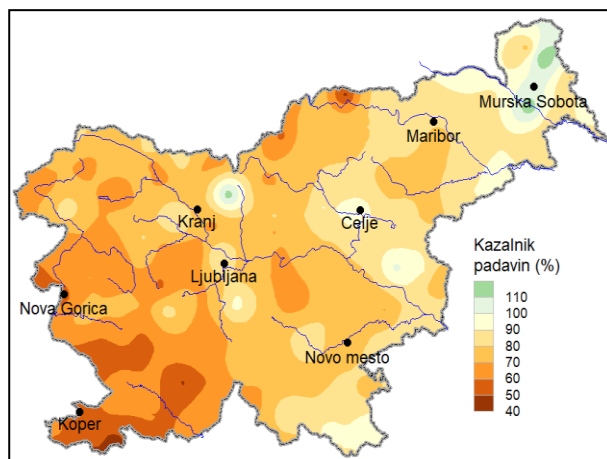 Murska Sobota
Maribor
Kranj
Celje
Ljubljana
Nova Gorica
Novo mesto
Koper
Kazalnik
padavin (%)
110
100
90
80
70
60
50
40